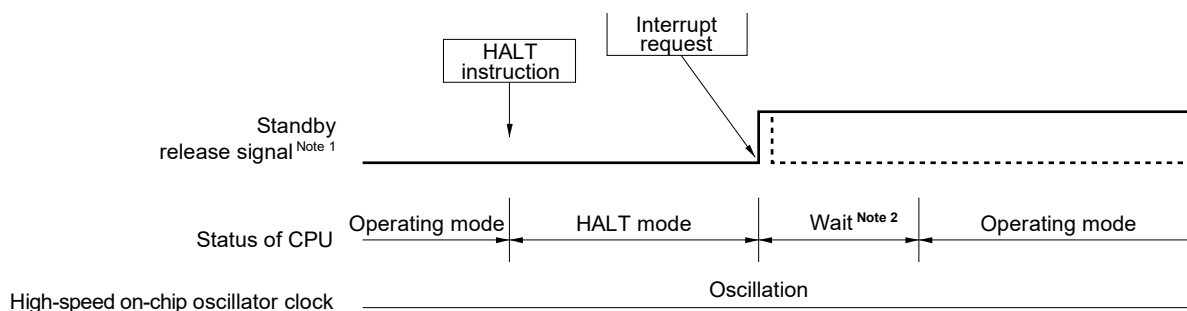 Interrupt
request
HALT
instruction
Standby
release signal Note 1
Status of CPU
Operating mode
HALT mode
Wait Note 2
Operating mode
High-speed on-chip oscillator clock
Oscillation